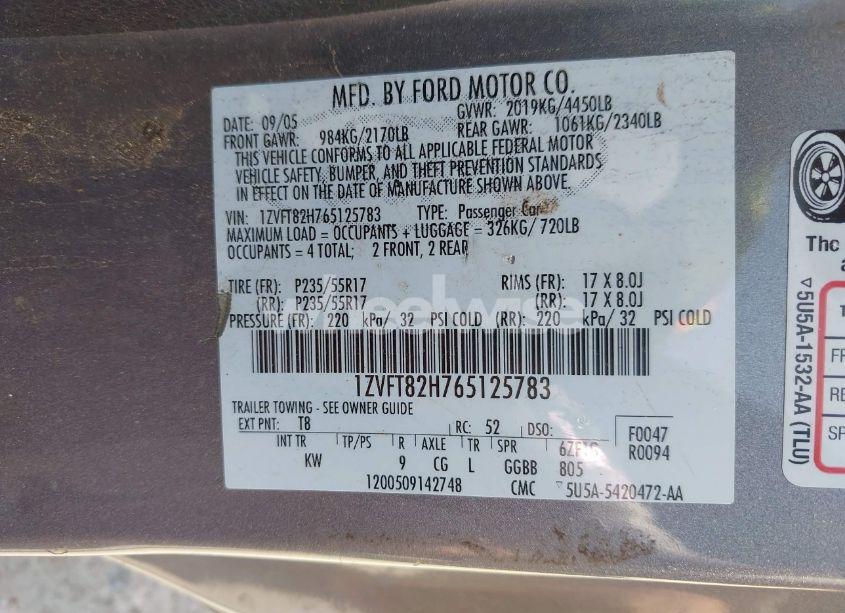 MFD. BY FORD MOTOR CO.
DATE: 09/05 GVWR: 2019KG/4450LB
FRONT GAWR: 984KG/2170LB REAR GAWR: 1061KG/2340LB
THIS VEHICLE CONFORMS TO ALL APPLICABLE FEDERAL MOTOR
VEHICLE SAFETY, BUMPER, AND THEFT PREVENTION STANDARDS
IN EFFECT ON THE DATE OF MANUFACTURE SHOWN ABOVE.
VIN: 1ZVFT82H765125783 TYPE: Passenger Car
MAXIMUM LOAD = OCCUPANTS + LUGGAGE = 326KG/ 720LB
OCCUPANTS = 4 TOTAL; 2 FRONT, 2 REAR
TIRE (FR): P235/55R17 RIMS (FR): 17 X 8.0J
(RR): P235/55R17 (RR): 17 X 8.0J
PRESSURE (FR): 220 kPa/ 32 PSI COLD (RR): 220 kPa/ 32 PSI COLD
1ZVFT82H765125783
TRAILER TOWING - SEE OWNER GUIDE
EXT PNT: T8 RC: 52 DSO: F0047
INT TR TP/PS R AXLE TR SPR R0094
KW 9 CG L GGBB 805
1200509142748 CMC ▽5U5A-5420472-AA
▽5U5A-1532-AA (TLU)